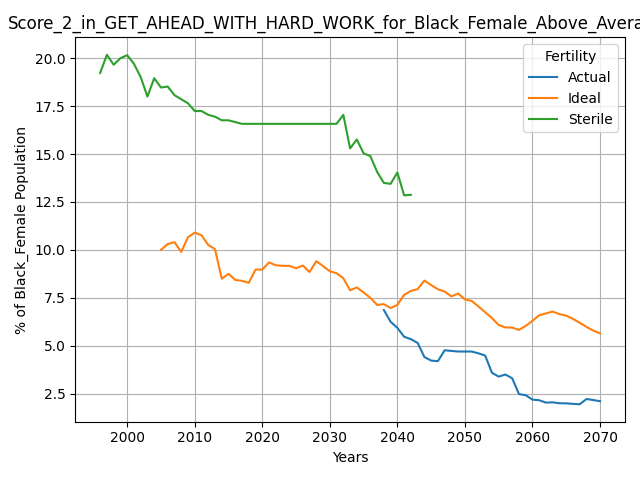 Score_2_in_GET_AHEAD_WITH_HARD_WORK_for_Black_Female_Above_Avera
Fertility
Actual
Ideal
Sterile
% of Black_Female Population
20.0
17.5
15.0
12.5
10.0
7.5
5.0
2.5
2000 2010 2020 2030 2040 2050 2060 2070
Years